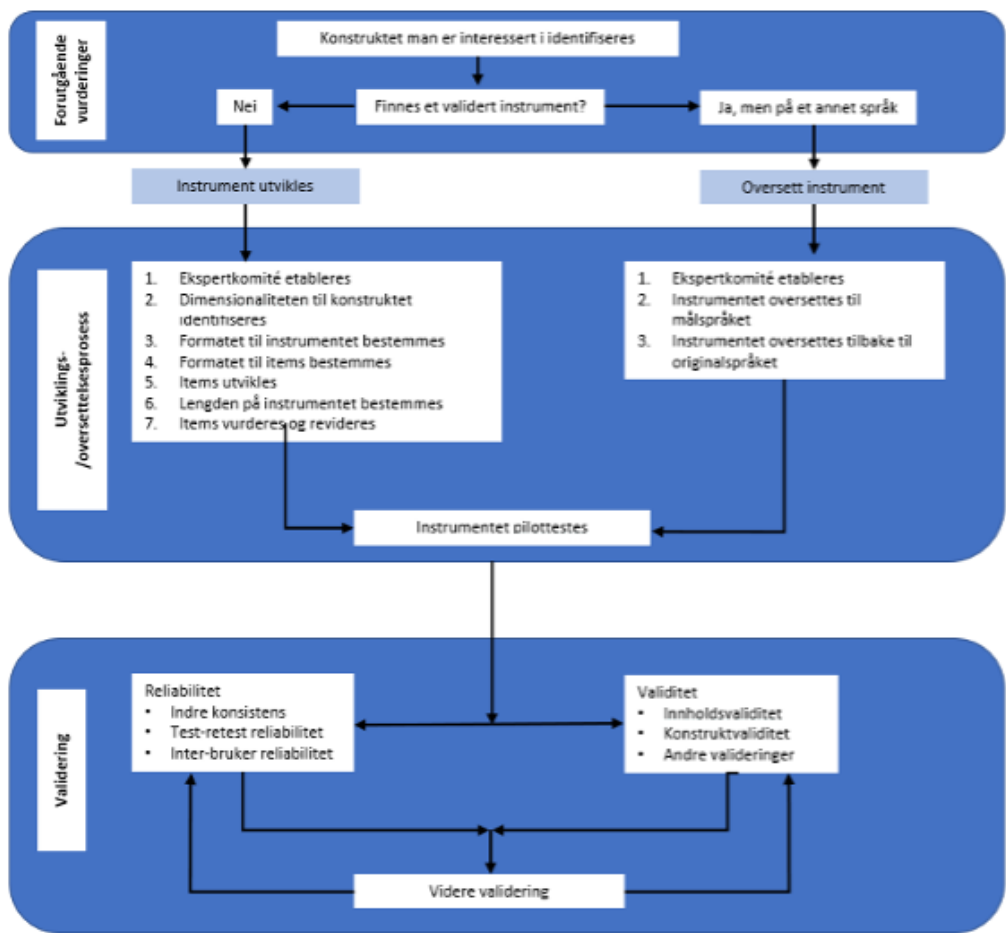 Forutgående
vurderinger
Konstruktet man er interessert i identifiseres
Nei
Finnes et validert instrument?
Ja, men på et annet språk
Instrument utvikles
Oversett instrument
Utviklings-
/oversettelsesprosess
1. Ekspertkomité etableres
2. Dimensionaliteten til konstruktet
identifiseres
3. Formatet til instrumentet bestemmes
4. Formatet til items bestemmes
5. Items utvikles
6. Lengden på instrumentet bestemmes
7. Items vurderes og revideres
1. Ekspertkomité etableres
2. Instrumentet oversettes til
målspråket
3. Instrumentet oversettes tilbake til
originalspråket
Instrumentet pilottestes
Validering
Reliabilitet
• Indre konsistens
• Test-retest reliabilitet
• Inter-bruker reliabilitet
Validitet
• Innholdsvaliditet
• Konstruktvaliditet
• Andre valideringer
Videre validering